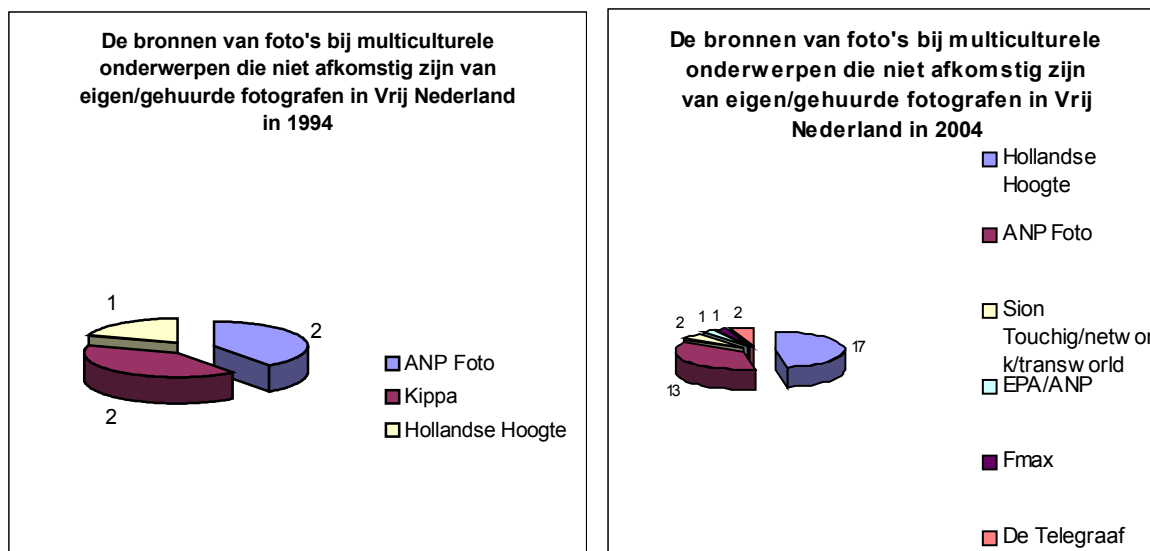 De bronnen van foto's bij multiculturele
onderwerpen die niet afkomstig zijn van
eigen/gehuurde fotografen in Vrij Nederland
in 1994
1
2
2
ANP Foto
Kippa
Hollandse Hoogte
De bronnen van foto's bij multiculturele
onderwerpen die niet afkomstig zijn
van eigen/gehuurde fotografen in Vrij
Nederland in 2004
2
1
1
2
17
13
Hollandse
Hoogte
ANP Foto
Sion
Touchig/networ
k/transworld
EPA/ANP
Fmax
De Telegraaf